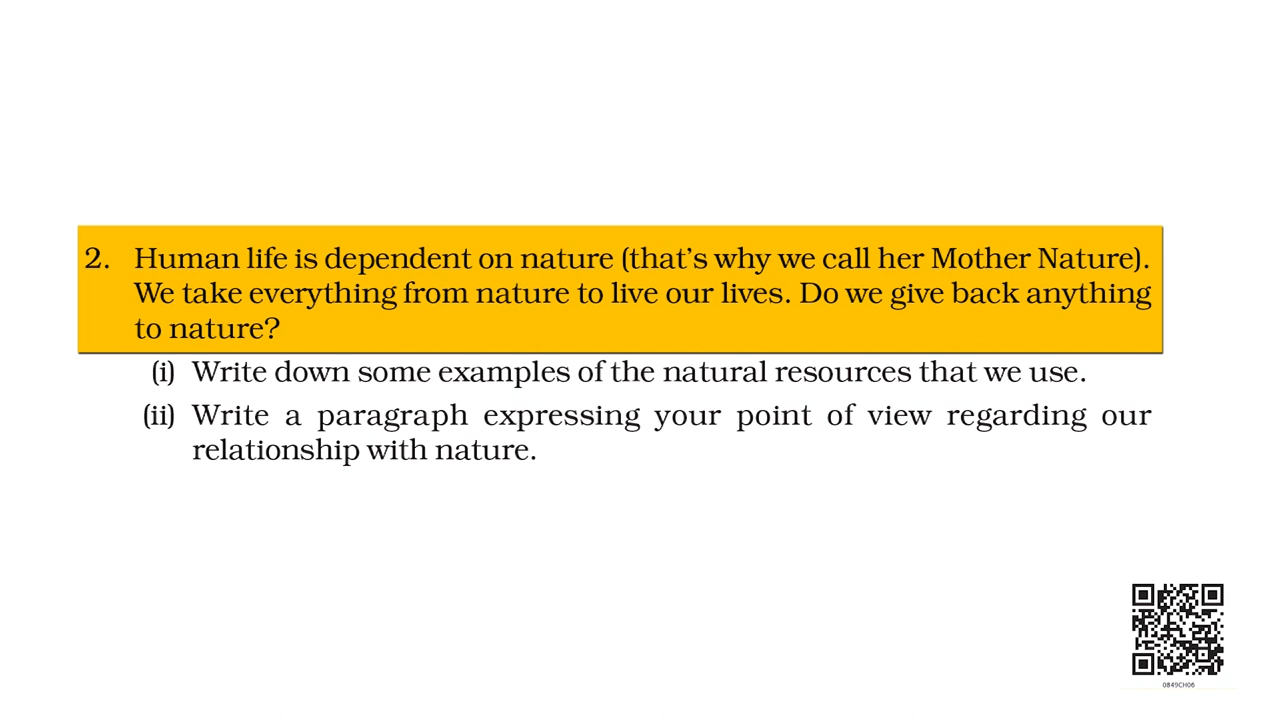 2. Human life is dependent on nature (that's why we call her Mother Nature).
We take everything from nature to live our lives. Do we give back anything
to nature?
(i) Write down some examples of the natural resources that we use.
(ii) Write a paragraph expressing your point of view regarding our
relationship with nature.
0849CH06